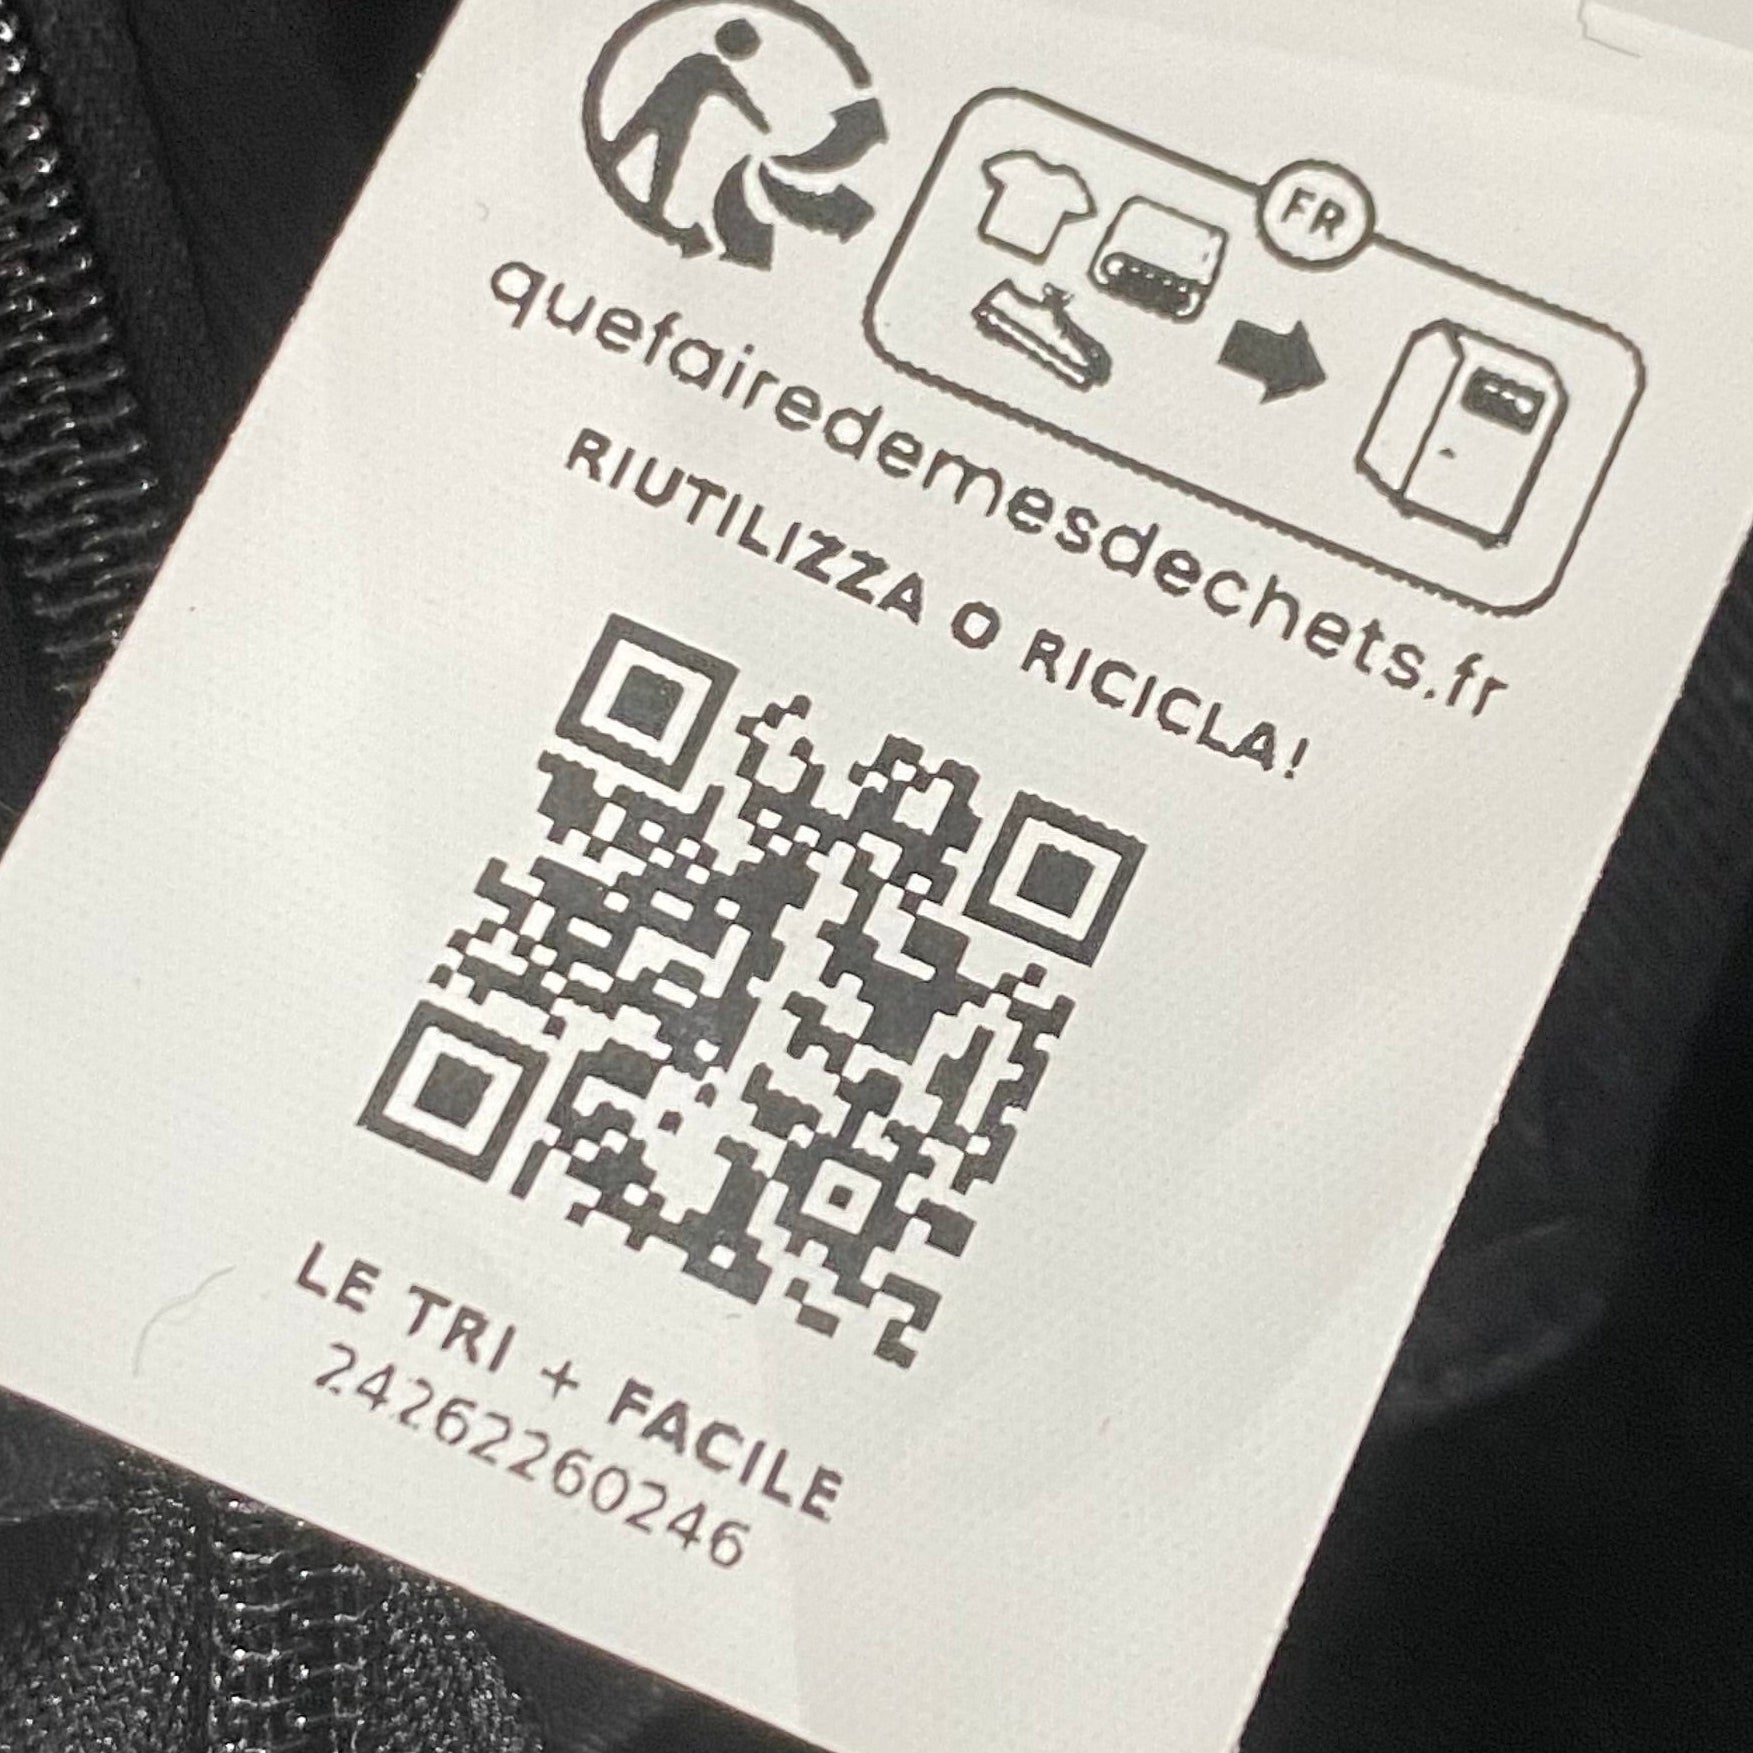 FR
quefairedemesdechets.fr
RIUTILIZZA O RICICLA!
LE TRI + FACILE
24262260246